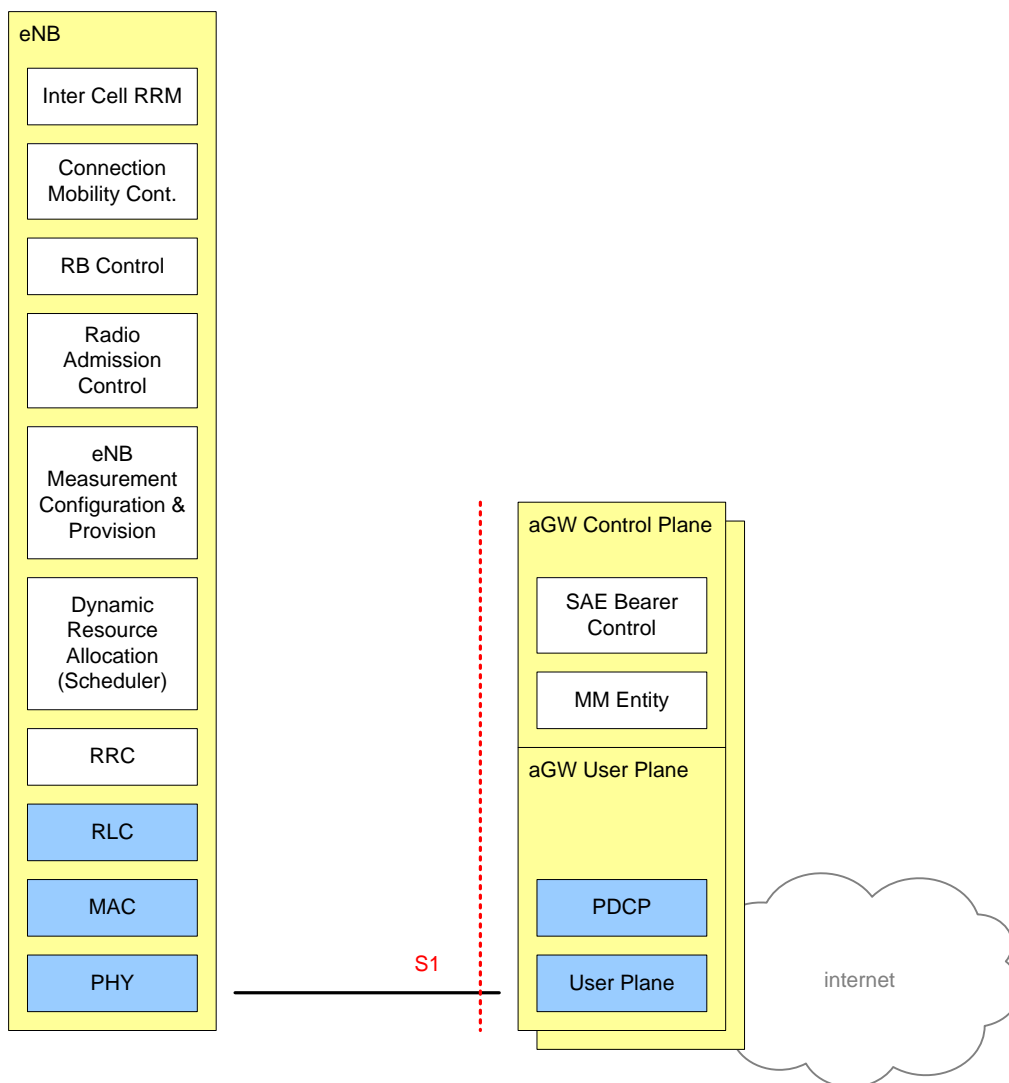 eNB
Inter Cell RRM
Connection
Mobility Cont.
RB Control
Radio
Admission
Control
eNB
Measurement
Configuration &
Provision
Dynamic
Resource
Allocation
(Scheduler)
RRC
RLC
MAC
PHY
S1
aGW Control Plane
SAE Bearer
Control
MM Entity
aGW User Plane
PDCP
User Plane
internet